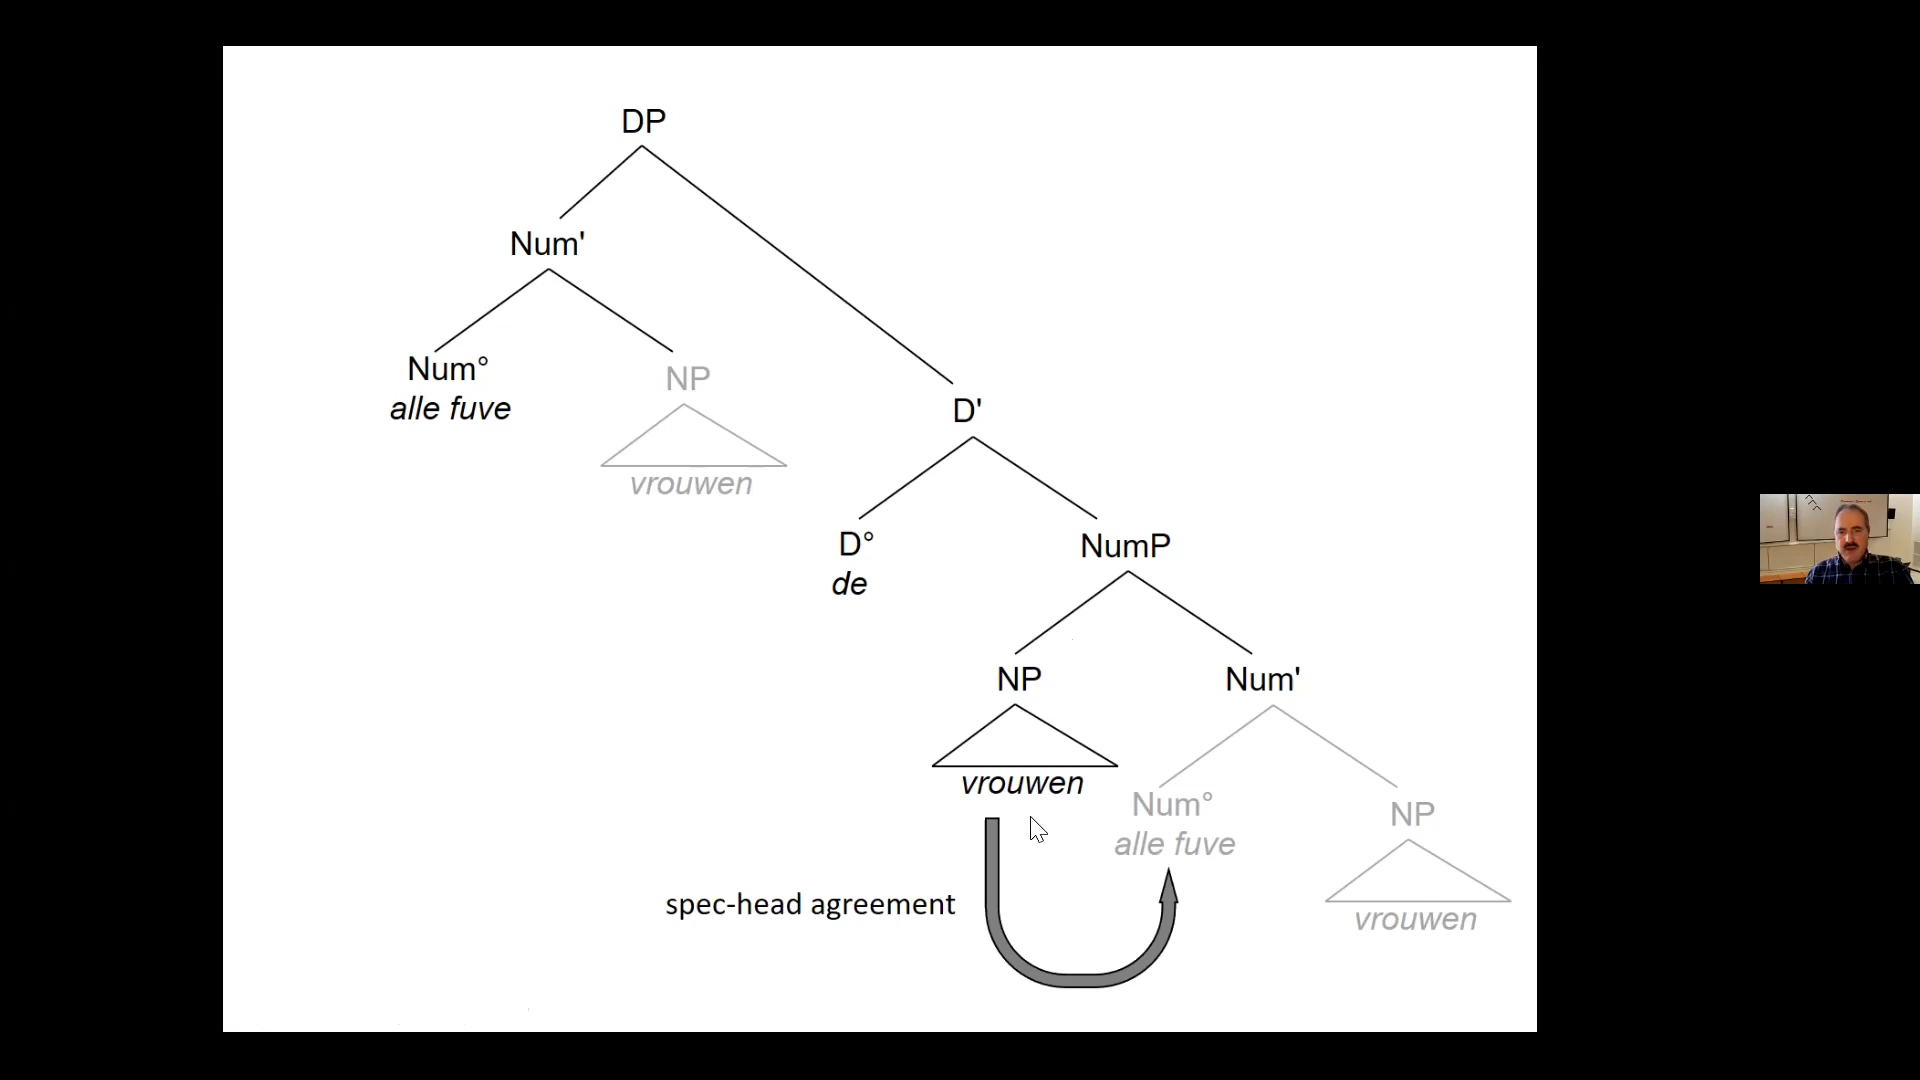 DP
Num'
Num°
alle fuve
NP
vrouwen
D'
D°
de
NumP
NP
vrouwen
Num'
Num°
alle fuve
NP
vrouwen
spec-head agreement